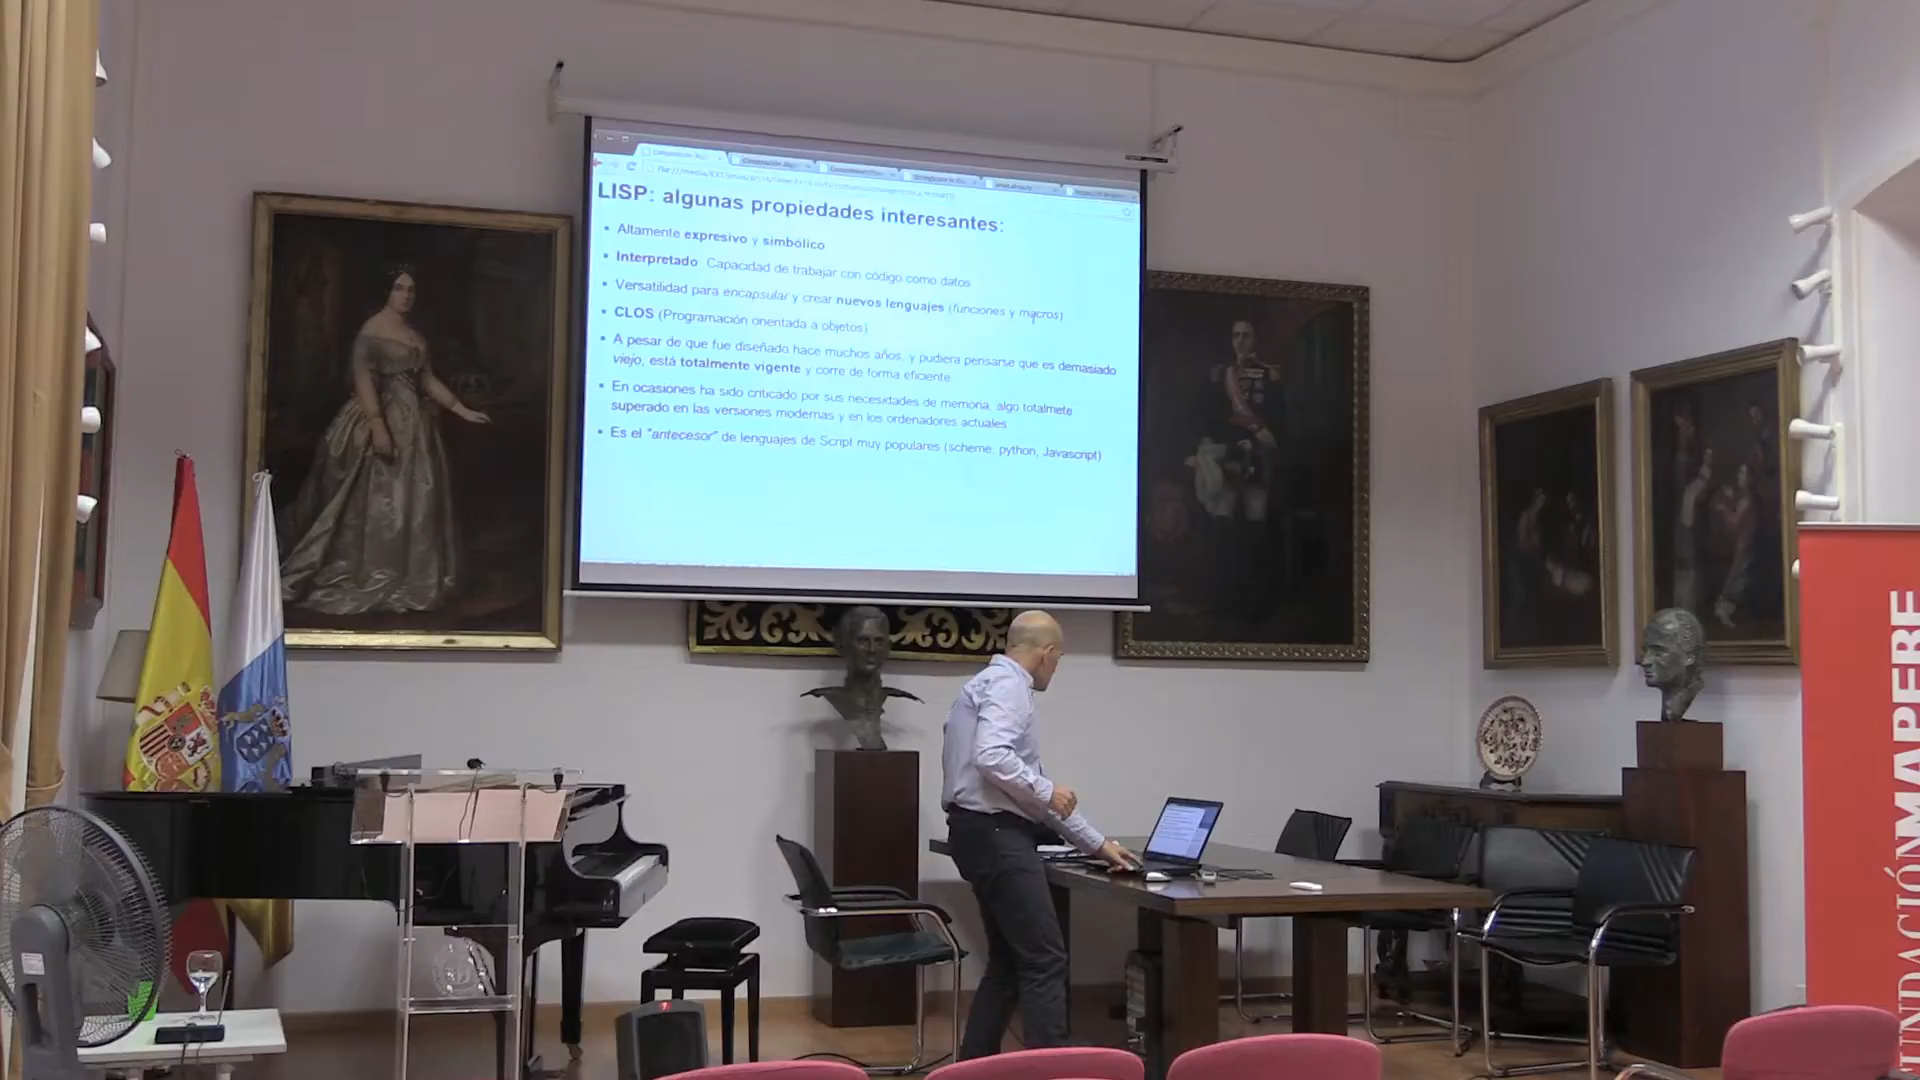 LISP: algunas propiedades interesantes:
Altamente expresivo y simbólico
Interpretado Capacidad de trabajar con código como datos
Versatilidad para encapsular y crear nuevos lenguajes (funciones y macros)
CLOS (Programación orientada a objetos)
A pesar de que fue diseñado hace muchos años, y pudiera pensarse que es demasiado
viejo, está totalmente vigente y corre de forma eficiente
En ocasiones ha sido criticado por sus necesidades de memoria, algo totalmete
superado en las versiones modernas y en los ordenadores actuales
Es el "antecesor" de lenguajes de Script muy populares (scheme, python, Javascript)
MAPFRE